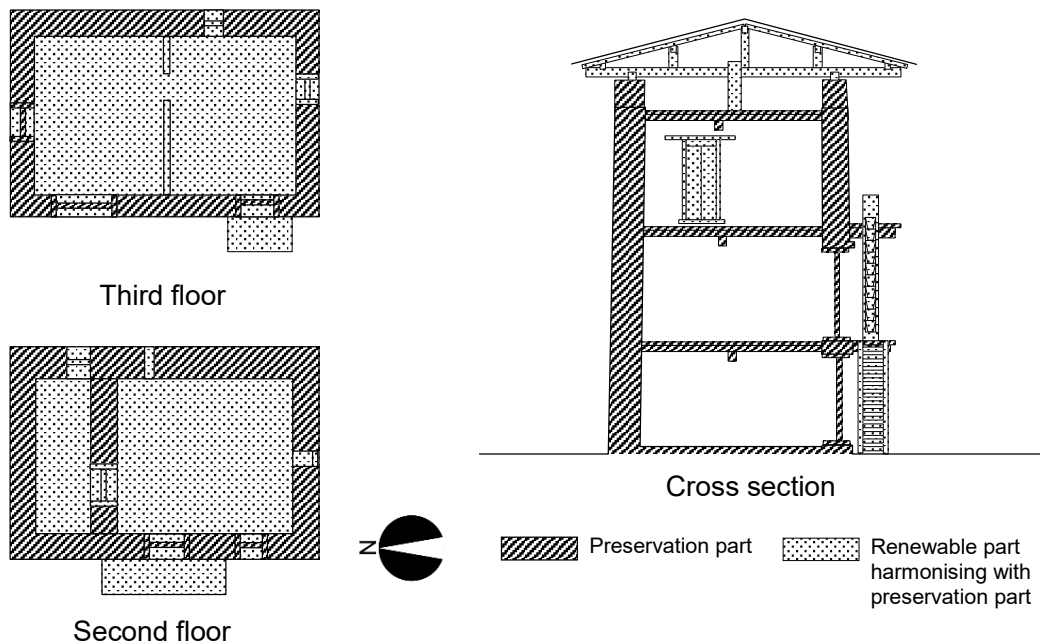 Third floor
Second floor
N
Cross section
Preservation part
Renewable part
harmonising with
preservation part